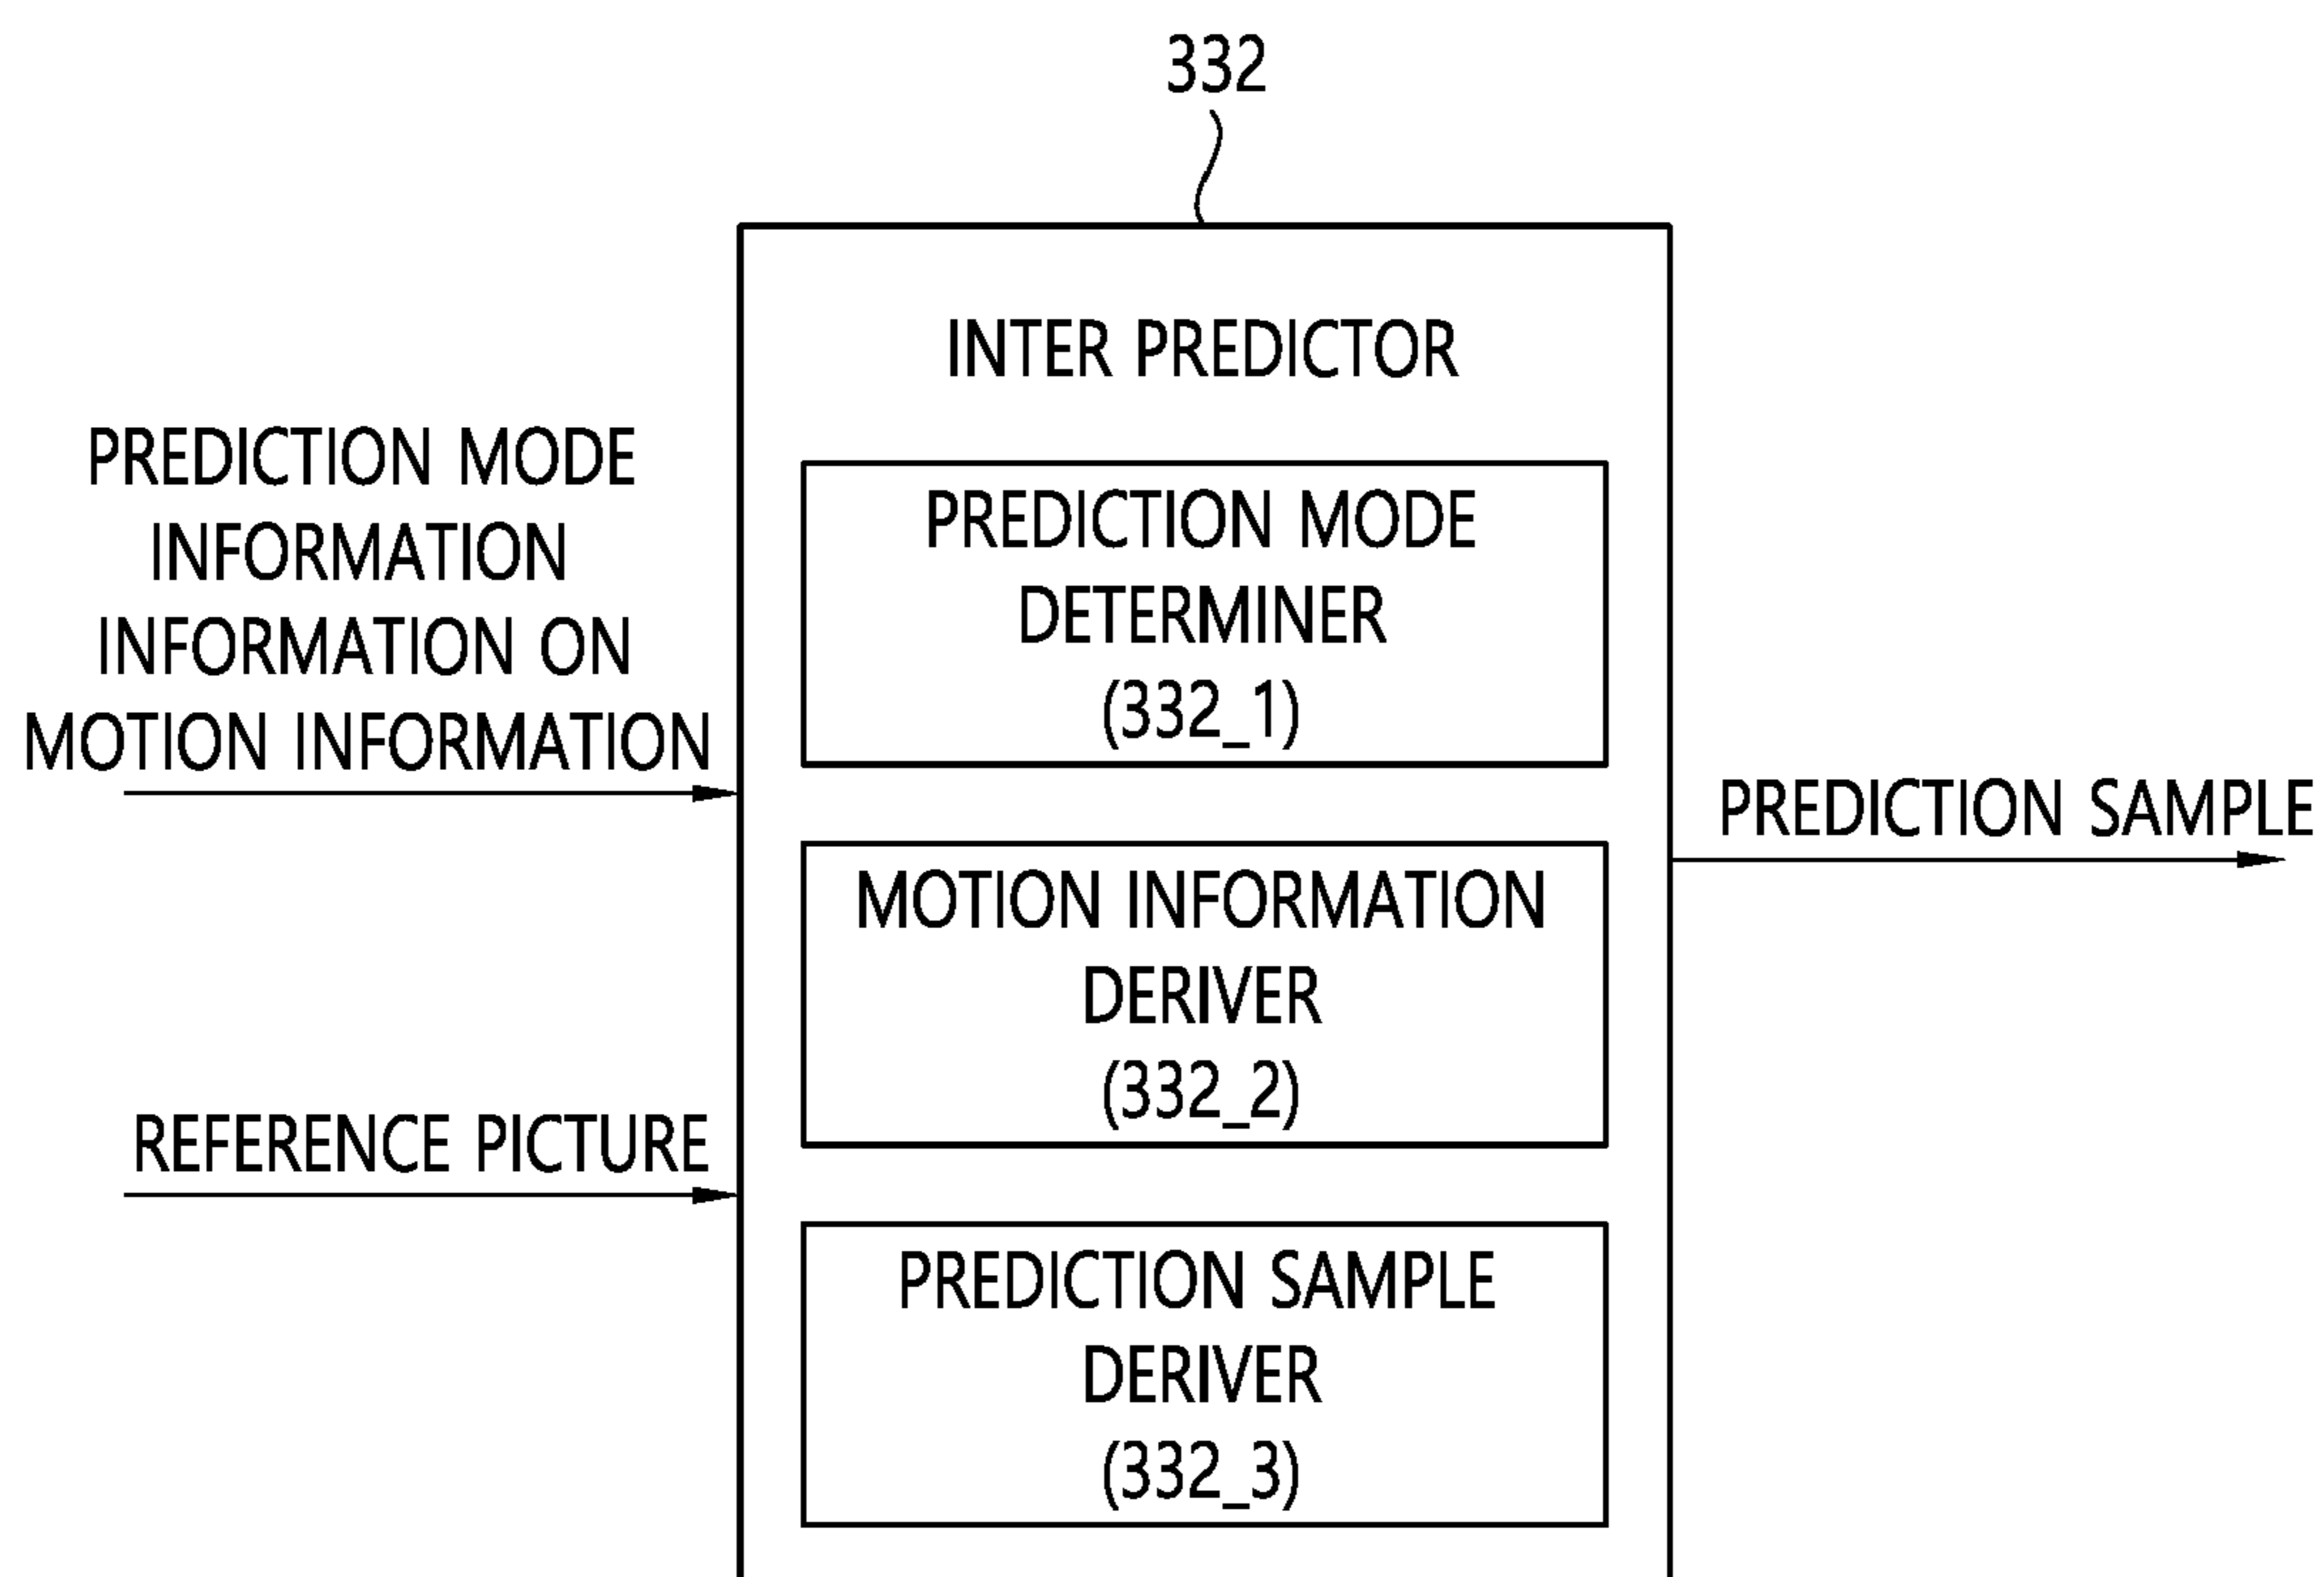 332
INTER PREDICTOR
PREDICTION MODE
INFORMATION
INFORMATION ON
MOTION INFORMATION
REFERENCE PICTURE
PREDICTION MODE
DETERMINER
(332_1)
MOTION INFORMATION
DERIVER
(332_2)
PREDICTION SAMPLE
DERIVER
(332_3)
PREDICTION SAMPLE